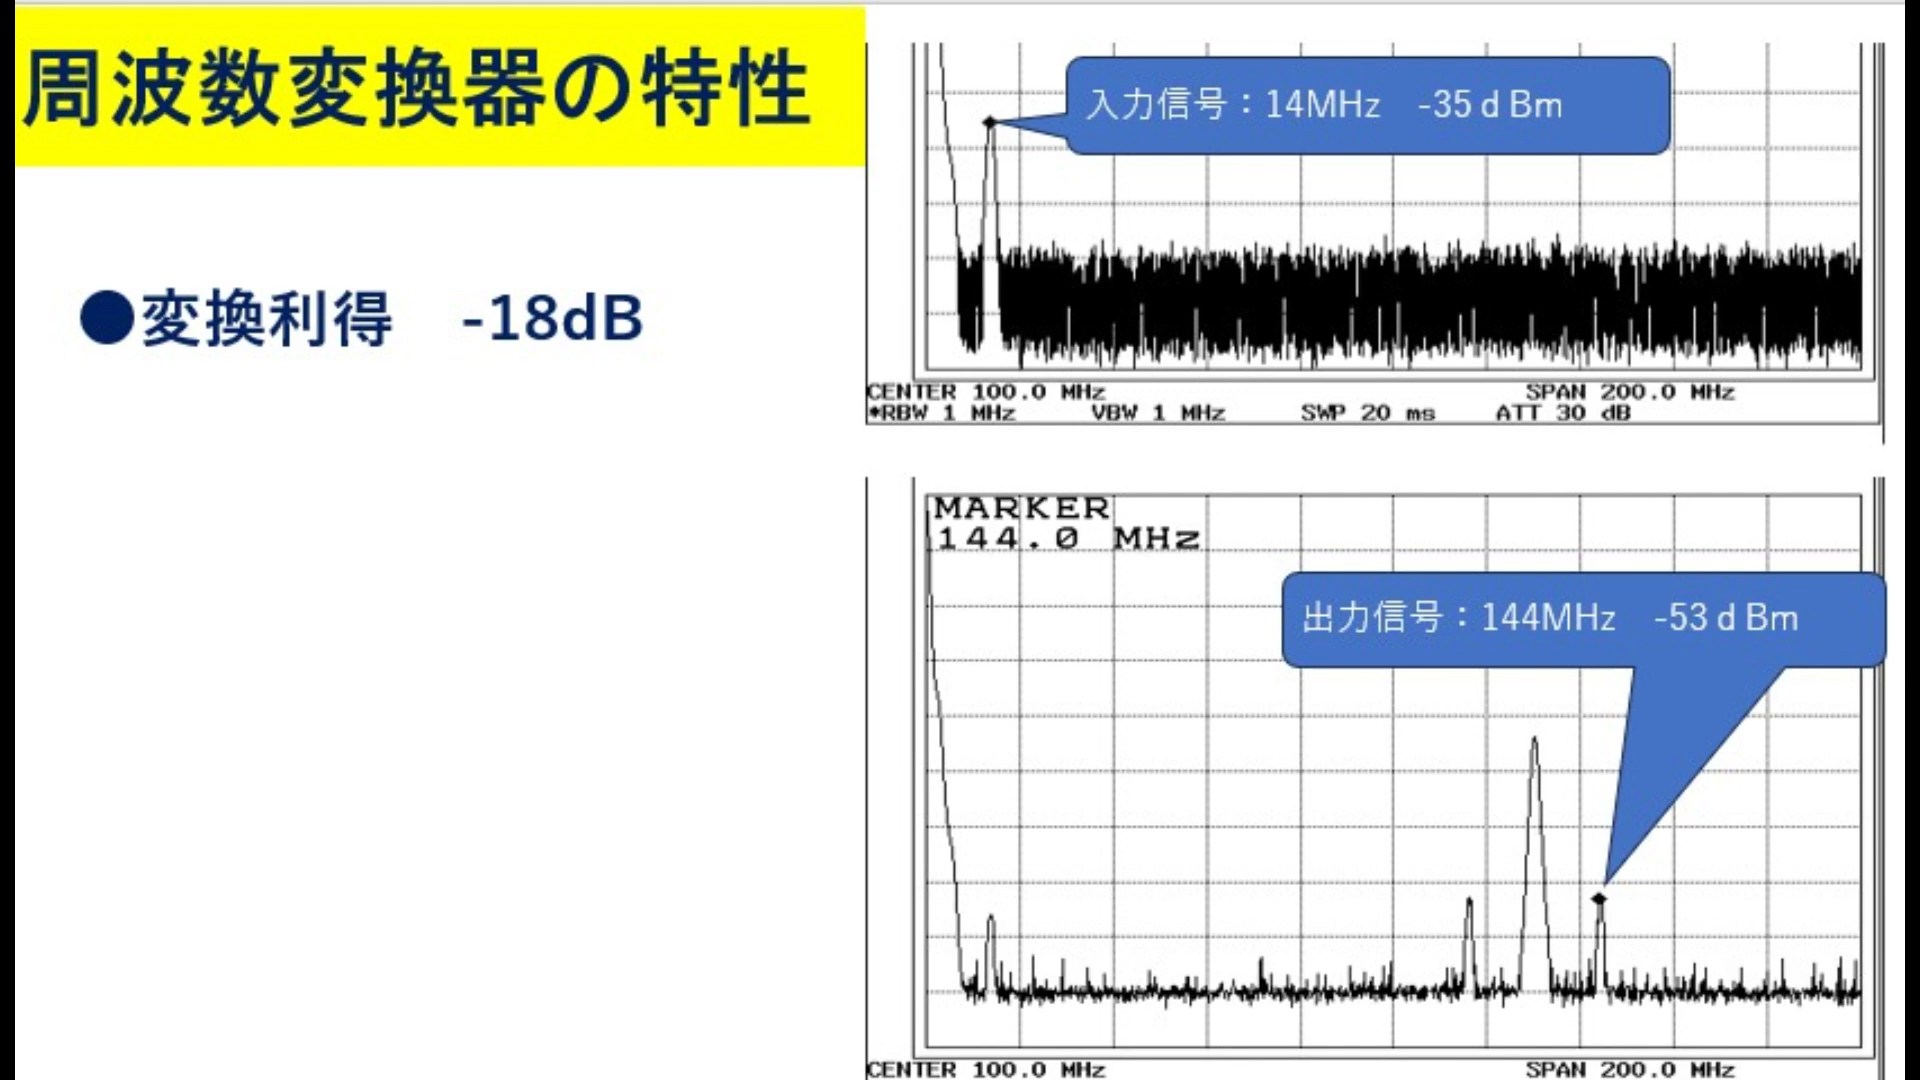 周波数変換器の特性
●変換利得　-18dB
入力信号：14MHz　-35ｄBm
CENTER 100.0 MHz SPAN 200.0 MHz
*RBW 1 MHz VBW 1 MHz SWP 20 ms ATT 30 dB
MARKER
144.0 MHz
出力信号：144MHz　-53ｄBm
CENTER 100.0 MHz SPAN 200.0 MHz